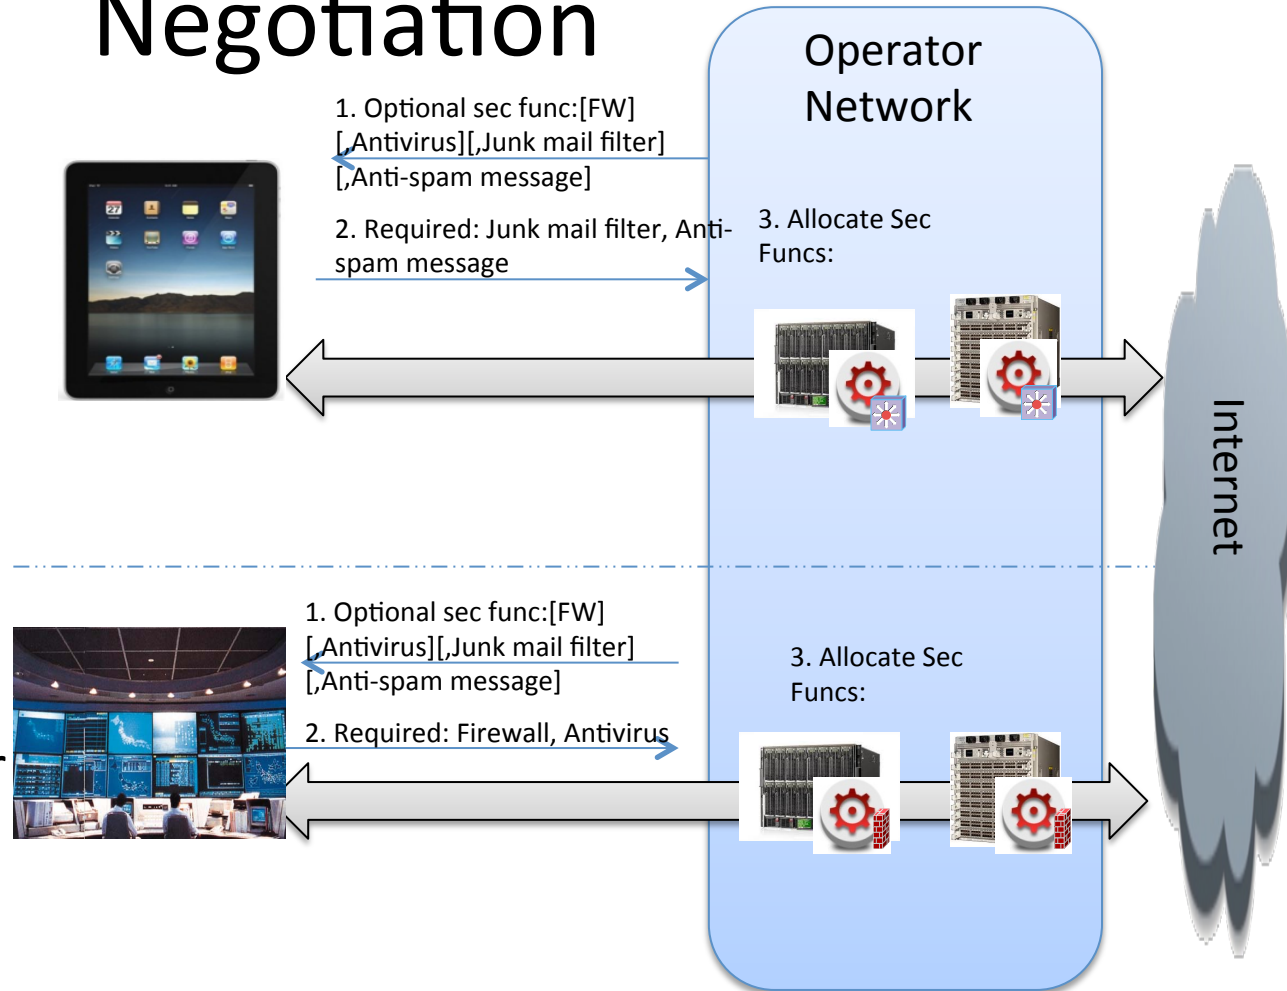 Negotiation
Operator
Network
1. Optional sec func:[FW]
[,Antivirus][,Junk mail filter]
[,Anti-spam message]
2. Required: Junk mail filter, Anti-
spam message
3. Allocate Sec
Funcs:
27
Internet
1. Optional sec func:[FW]
[,Antivirus][,Junk mail filter]
[,Anti-spam message]
2. Required: Firewall, Antivirus
3. Allocate Sec
Funcs:
r